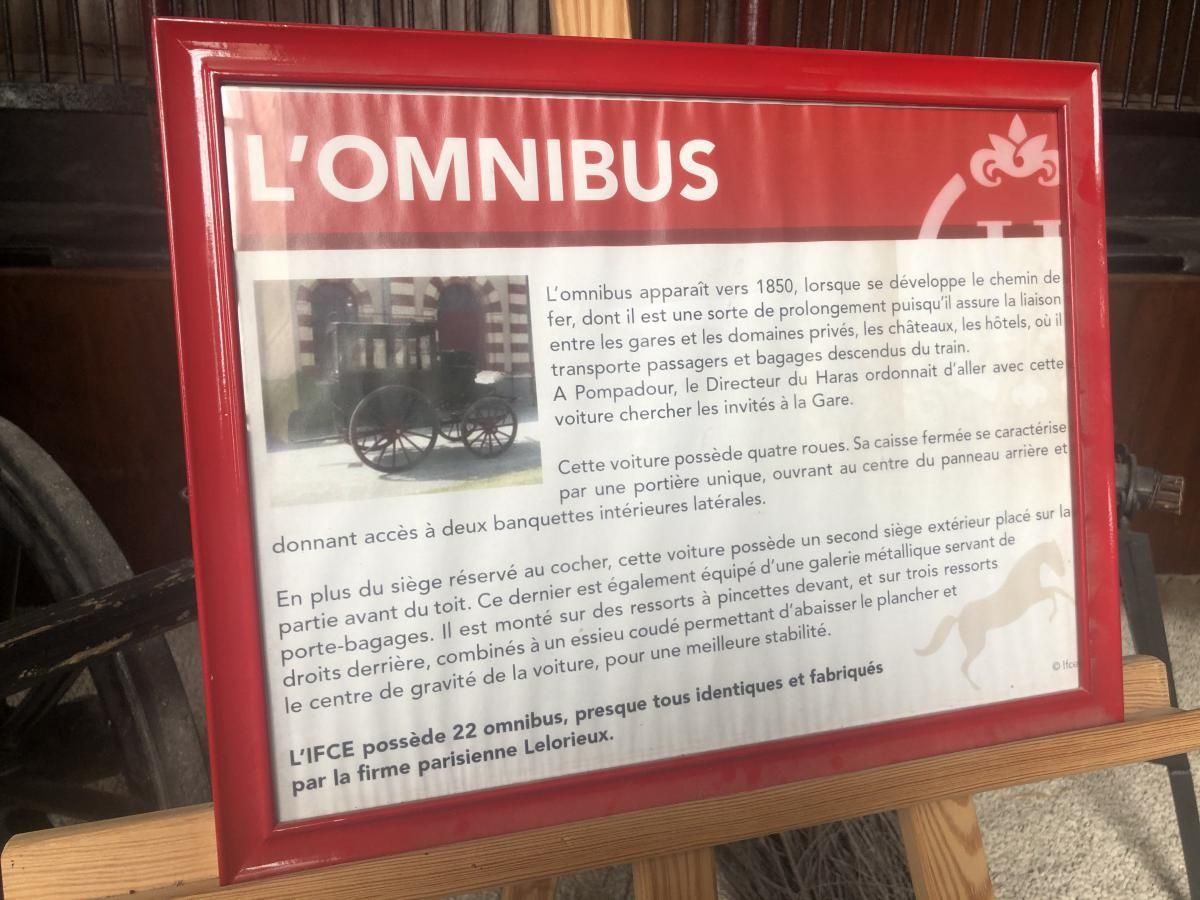 L'OMNIBUS
L'omnibus apparaît vers 1850, lorsque se développe le chemin de
fer, dont il est une sorte de prolongement puisqu'il assure la liaison
entre les gares et les domaines privés, les châteaux, les hôtels, où il
transporte passagers et bagages descendus du train.
A Pompadour, le Directeur du Haras ordonnait d'aller avec cette
voiture chercher les invités à la Gare.
Cette voiture possède quatre roues. Sa caisse fermée se caractérise
par une portière unique, ouvrant au centre du panneau arrière et
donnant accès à deux banquettes intérieures latérales.
En plus du siège réservé au cocher, cette voiture possède un second siège extérieur placé sur la
partie avant du toit. Ce dernier est également équipé d'une galerie métallique servant de
porte-bagages. Il est monté sur des ressorts à pincettes devant, et sur trois ressorts
droits derrière, combinés à un essieu coudé permettant d'abaisser le plancher et
le centre de gravité de la voiture, pour une meilleure stabilité.
© Ifce
L'IFCE possède 22 omnibus, presque tous identiques et fabriqués
par la firme parisienne Lelorieux.